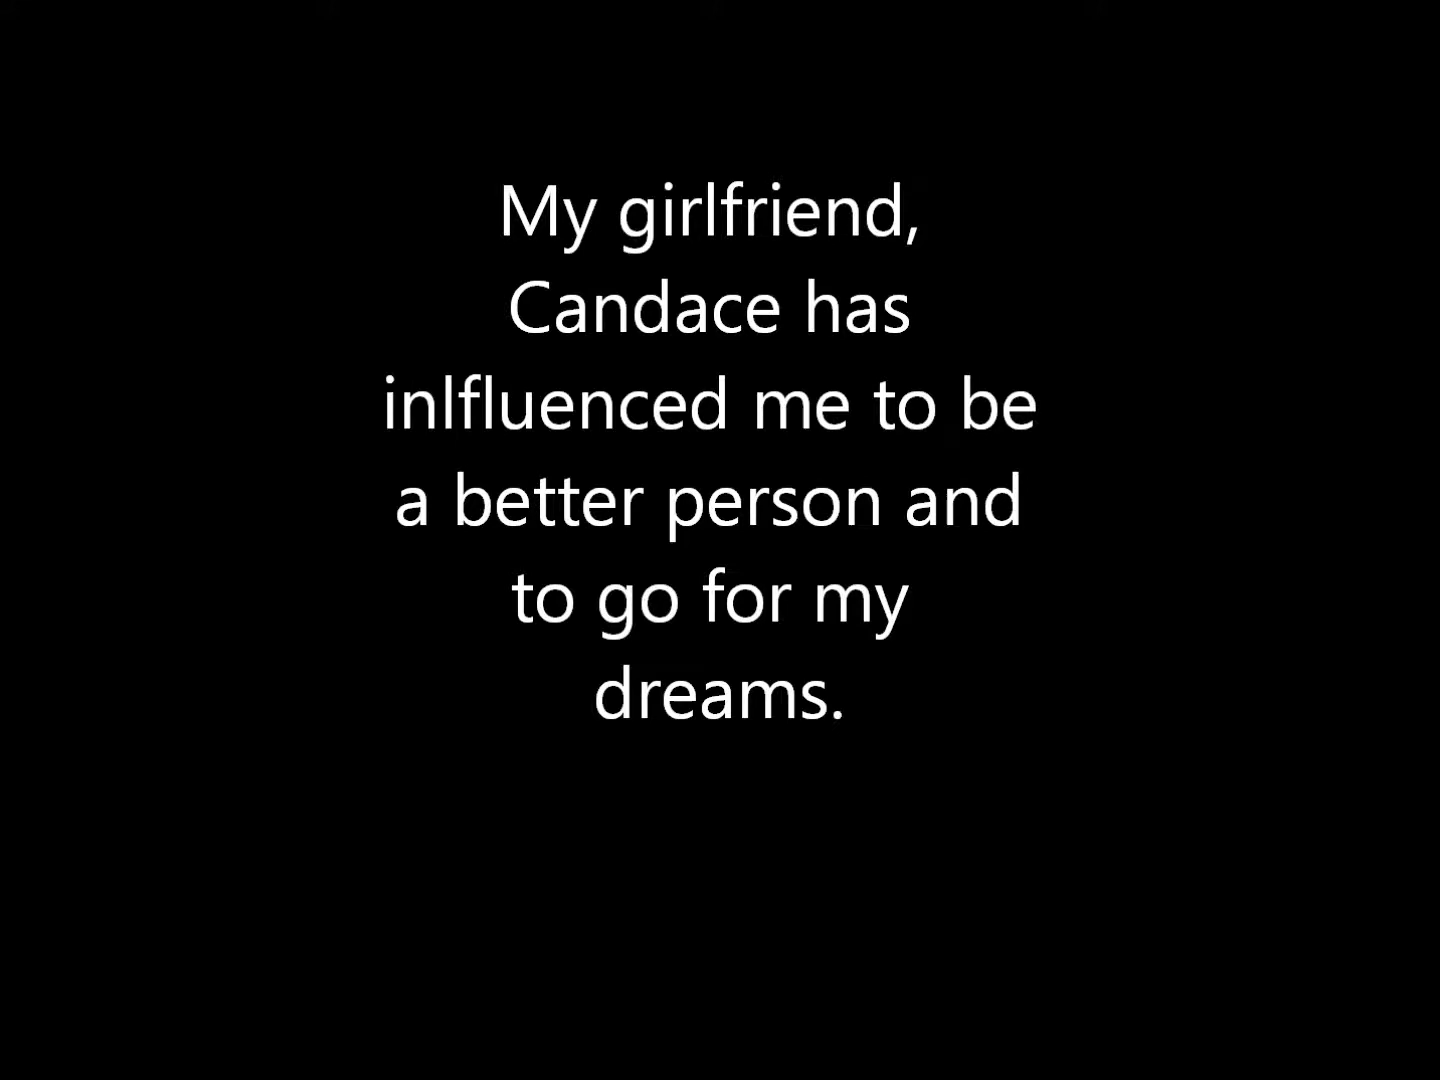 My girlfriend,
Candace has
inlfluenced me to be
a better person and
to go for my
dreams.